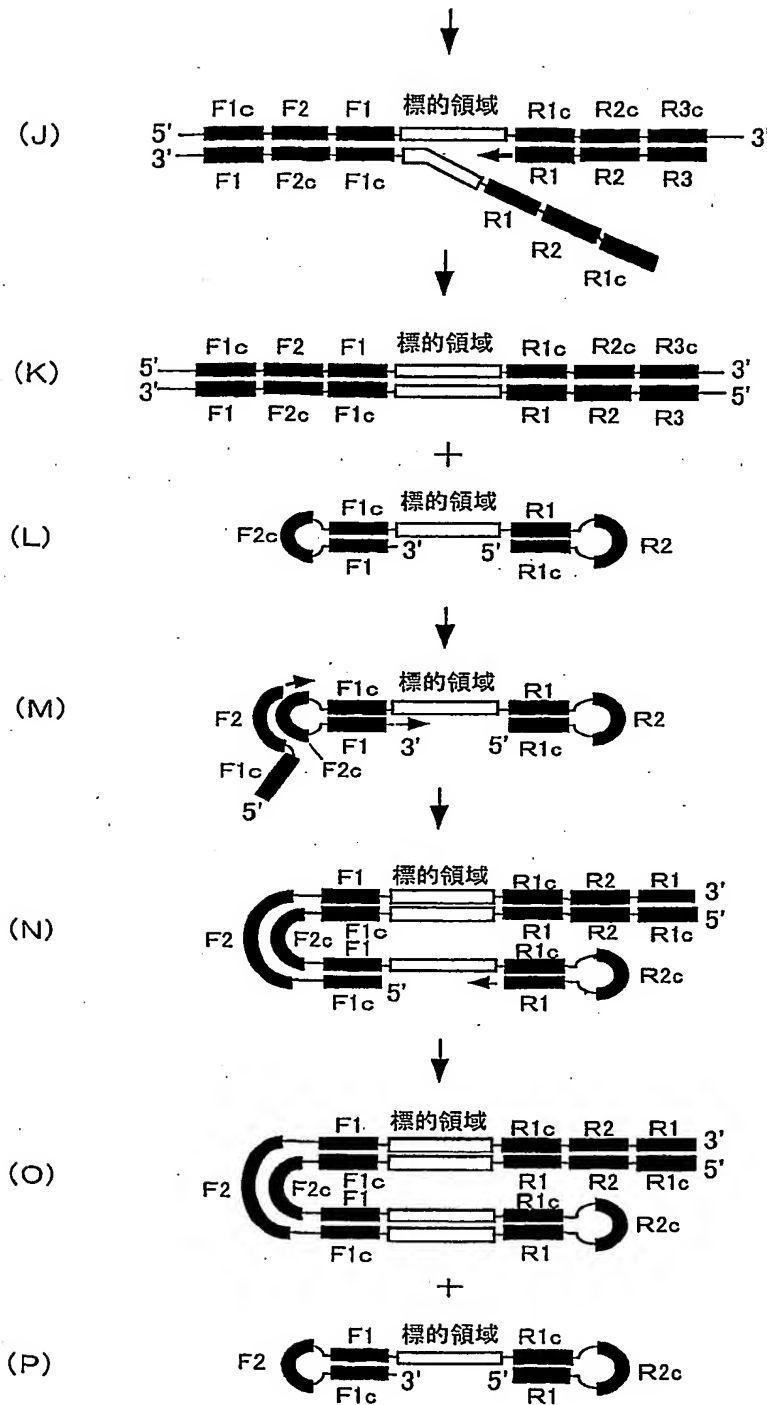 (J)
F1c F2 F1 標的領域 R1c R2c R3c
5' 3'
3'
F1 F2c F1c R1 R2 R3
R1
R2
R1c
(K)
F1c F2 F1 標的領域 R1c R2c R3c
5' 3'
3' 5'
F1 F2c F1c R1 R2 R3
+
(L)
F1c 標的領域 R1
F2c R2
3' 5'
F1 R1c
(M)
F1c 標的領域 R1
F2 R2
F1 3' 5' R1c
F1c F2c
5'
(N)
F1 標的領域 R1c R2 R1
3'
5'
F2 F2c F1c R1 R2 R1c
F1 R1c
R2c
F1c 5' R1
(O)
F1 標的領域 R1c R2 R1
3'
5'
F2 F2c F1c R1 R2 R1c
F1 R1c
R2c
F1c R1
+
(P)
F1 標的領域 R1c
F2 R2c
3' 5'
F1c R1